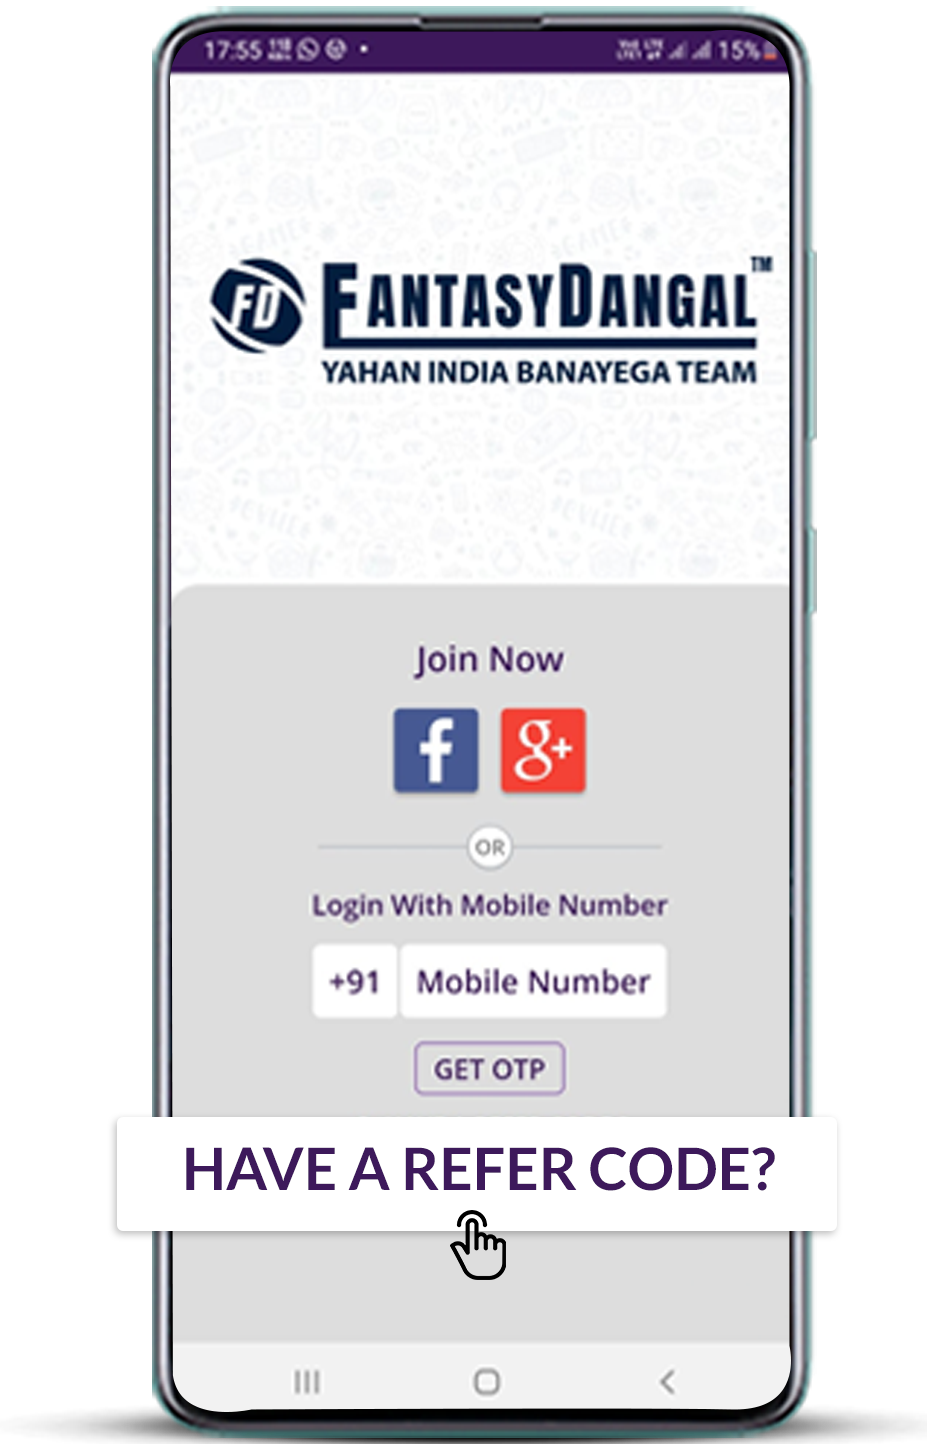 17:55
15%
FD FANTASYDANGAL™
YAHAN INDIA BANAYEGA TEAM
Join Now
f g+
OR
Login With Mobile Number
+91 Mobile Number
GET OTP
HAVE A REFER CODE?